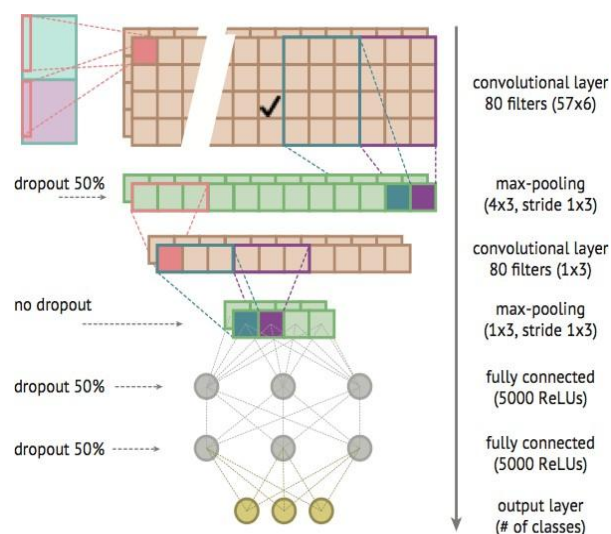 convolutional layer
80 filters (57x6)
dropout 50%
max-pooling
(4x3, stride 1x3)
convolutional layer
80 filters (1x3)
no dropout
max-pooling
(1x3, stride 1x3)
dropout 50%
fully connected
(5000 ReLUs)
dropout 50%
fully connected
(5000 ReLUs)
output layer
(# of classes)